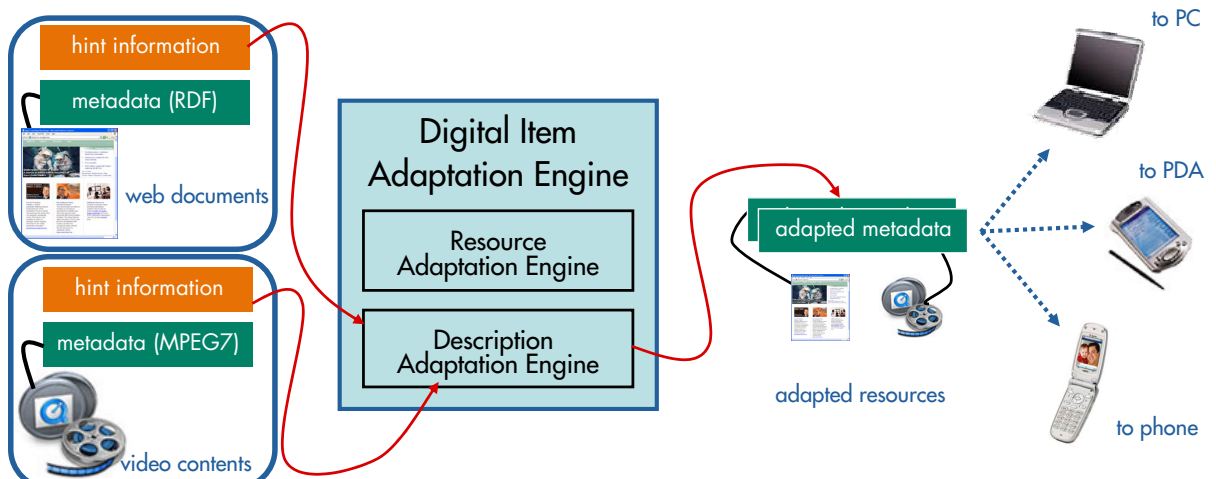 hint information
metadata (RDF)
web documents
hint information
metadata (MPEG7)
video contents
Digital Item
Adaptation Engine
Resource
Adaptation Engine
Description
Adaptation Engine
adapted metadata
adapted resources
to PC
to PDA
to phone